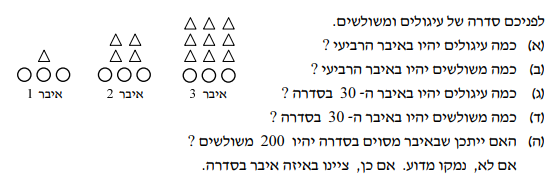 לפניכם סדרה של עיגולים ומשולשים.
(א) כמה עיגולים יהיו באיבר הרביעי ?
(ב) כמה משולשים יהיו באיבר הרביעי ?
(ג) כמה עיגולים יהיו באיבר ה- 30 בסדרה ?
(ד) כמה משולשים יהיו באיבר ה- 30 בסדרה ?
(ה) האם ייתכן שבאיבר מסוים בסדרה יהיו 200 משולשים ?
אם לא, נמקו מדוע. אם כן, ציינו באיזה איבר בסדרה.
איבר 1
איבר 2
איבר 3